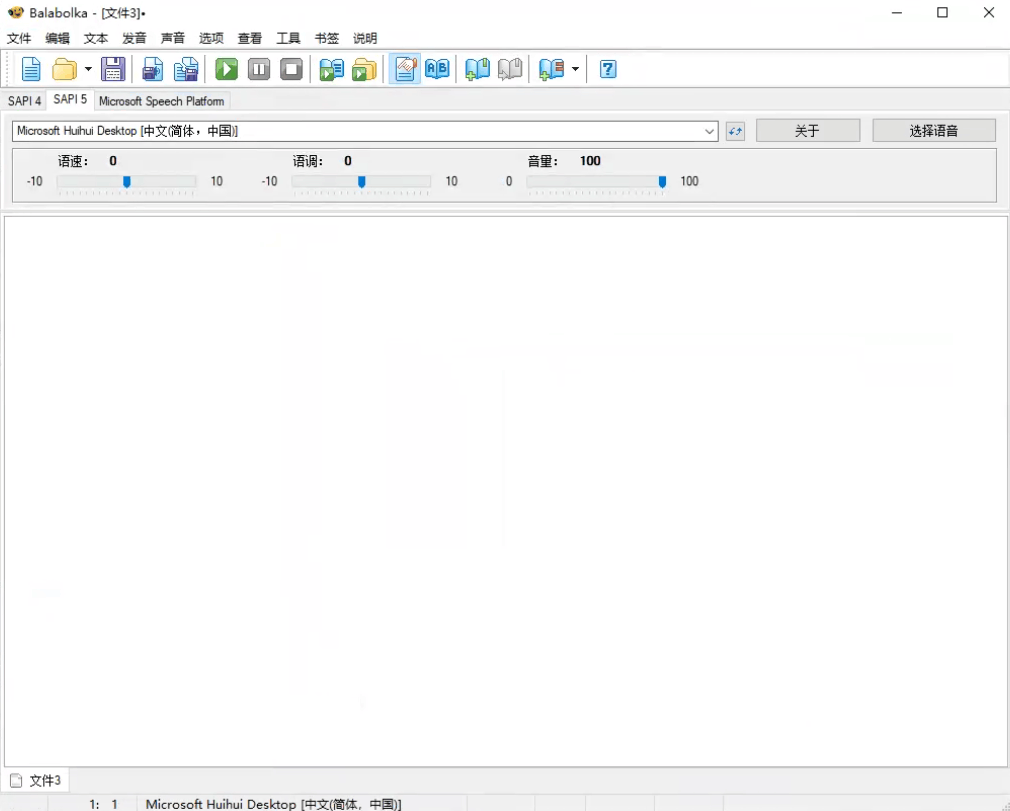 Balabolka - [文件3]•
文件 编辑 文本 发音 声音 选项 查看 工具 书签 说明
SAPI 4 SAPI 5 Microsoft Speech Platform
Microsoft Huihui Desktop [中文(简体，中国)] 关于 选择语音
语速： 0 语调： 0 音量： 100
-10 10 -10 10 0 100
文件3
1: 1 Microsoft Huihui Desktop [中文(简体，中国)]